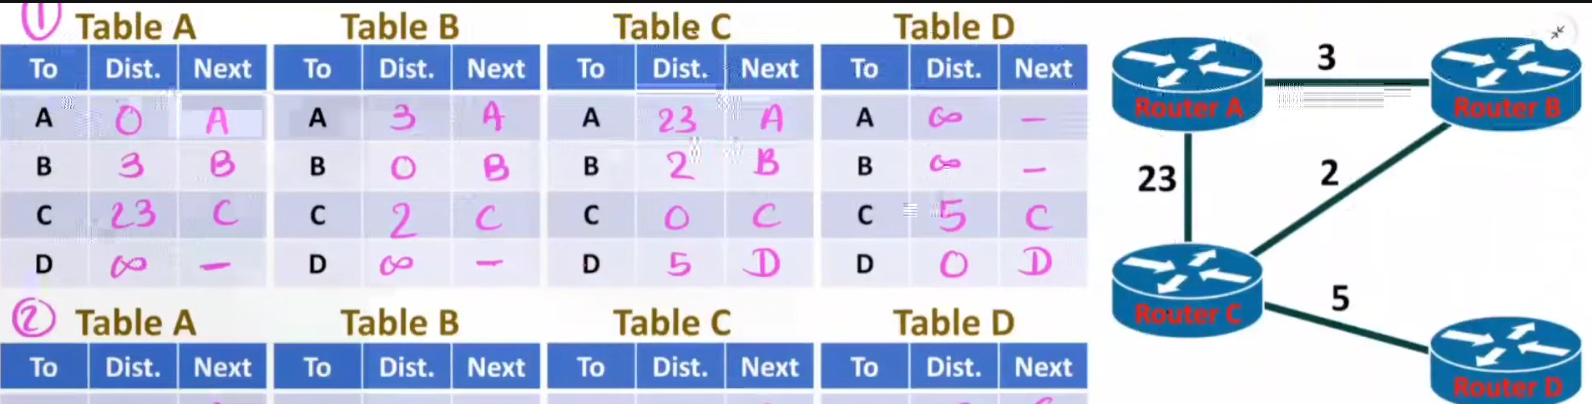 ①
Table A Table B Table C Table D
To Dist. Next To Dist. Next To Dist. Next To Dist. Next
A 0 A A 3 A A 23 A A ∞ -
B 3 B B 0 B B 2 B B ∞ -
C 23 C C 2 C C 0 C C 5 C
D ∞ - D ∞ - D 5 D D 0 D
②
Table A Table B Table C Table D
To Dist. Next To Dist. Next To Dist. Next To Dist. Next
3
Router A Router B
23 2
Router C
5
Router D